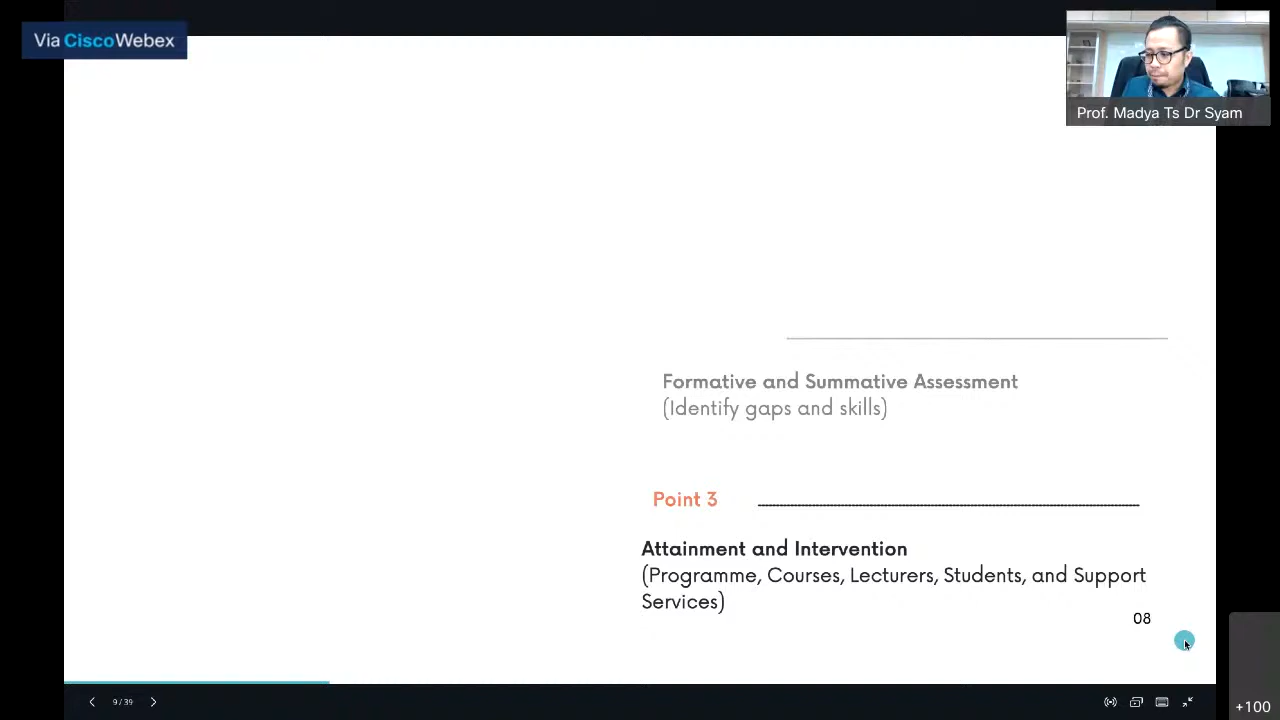 Via CiscoWebex
Prof. Madya Ts Dr Syam
Formative and Summative Assessment
(Identify gaps and skills)
Point 3
Attainment and Intervention
(Programme, Courses, Lecturers, Students, and Support
Services)
08
9 / 39
+100